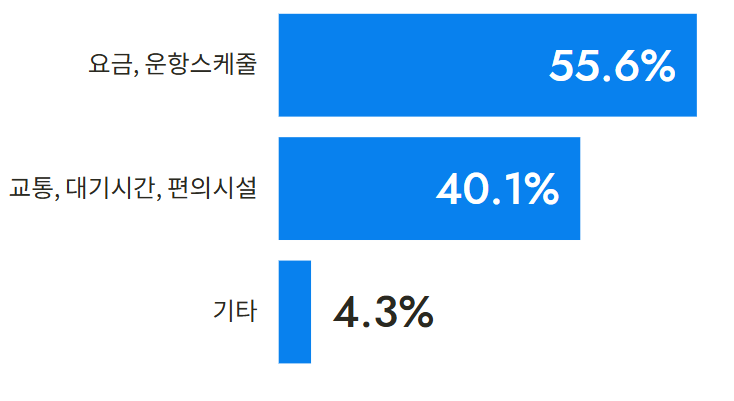 요금, 운항스케줄 55.6%
교통, 대기시간, 편의시설 40.1%
기타 4.3%